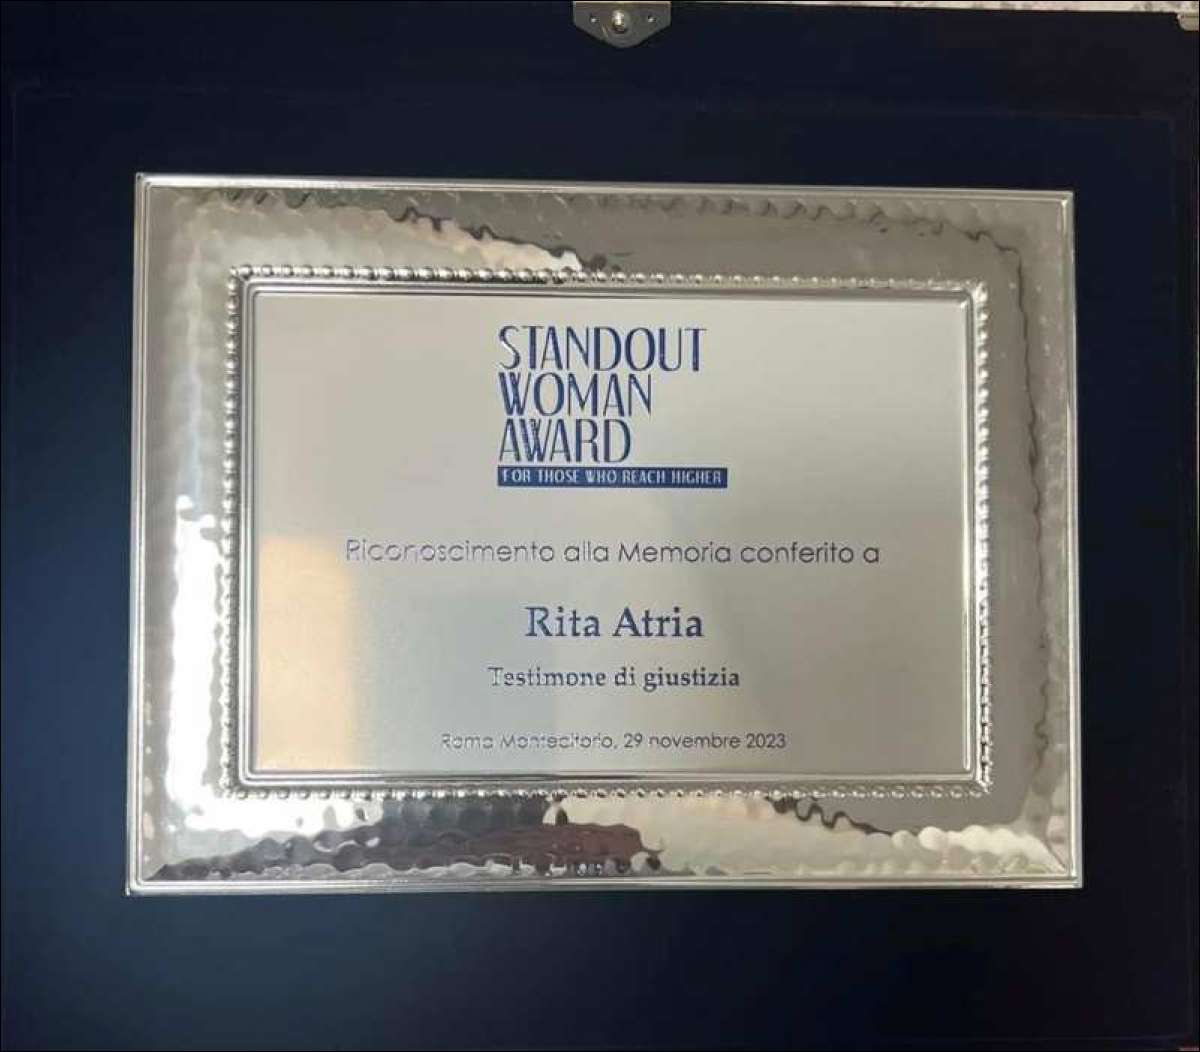 STANDOUT
WOMAN
AWARD
FOR THOSE WHO REACH HIGHER
Riconoscimento alla Memoria conferito a
Rita Atria
Testimone di giustizia
Roma Montecitorio, 29 novembre 2023